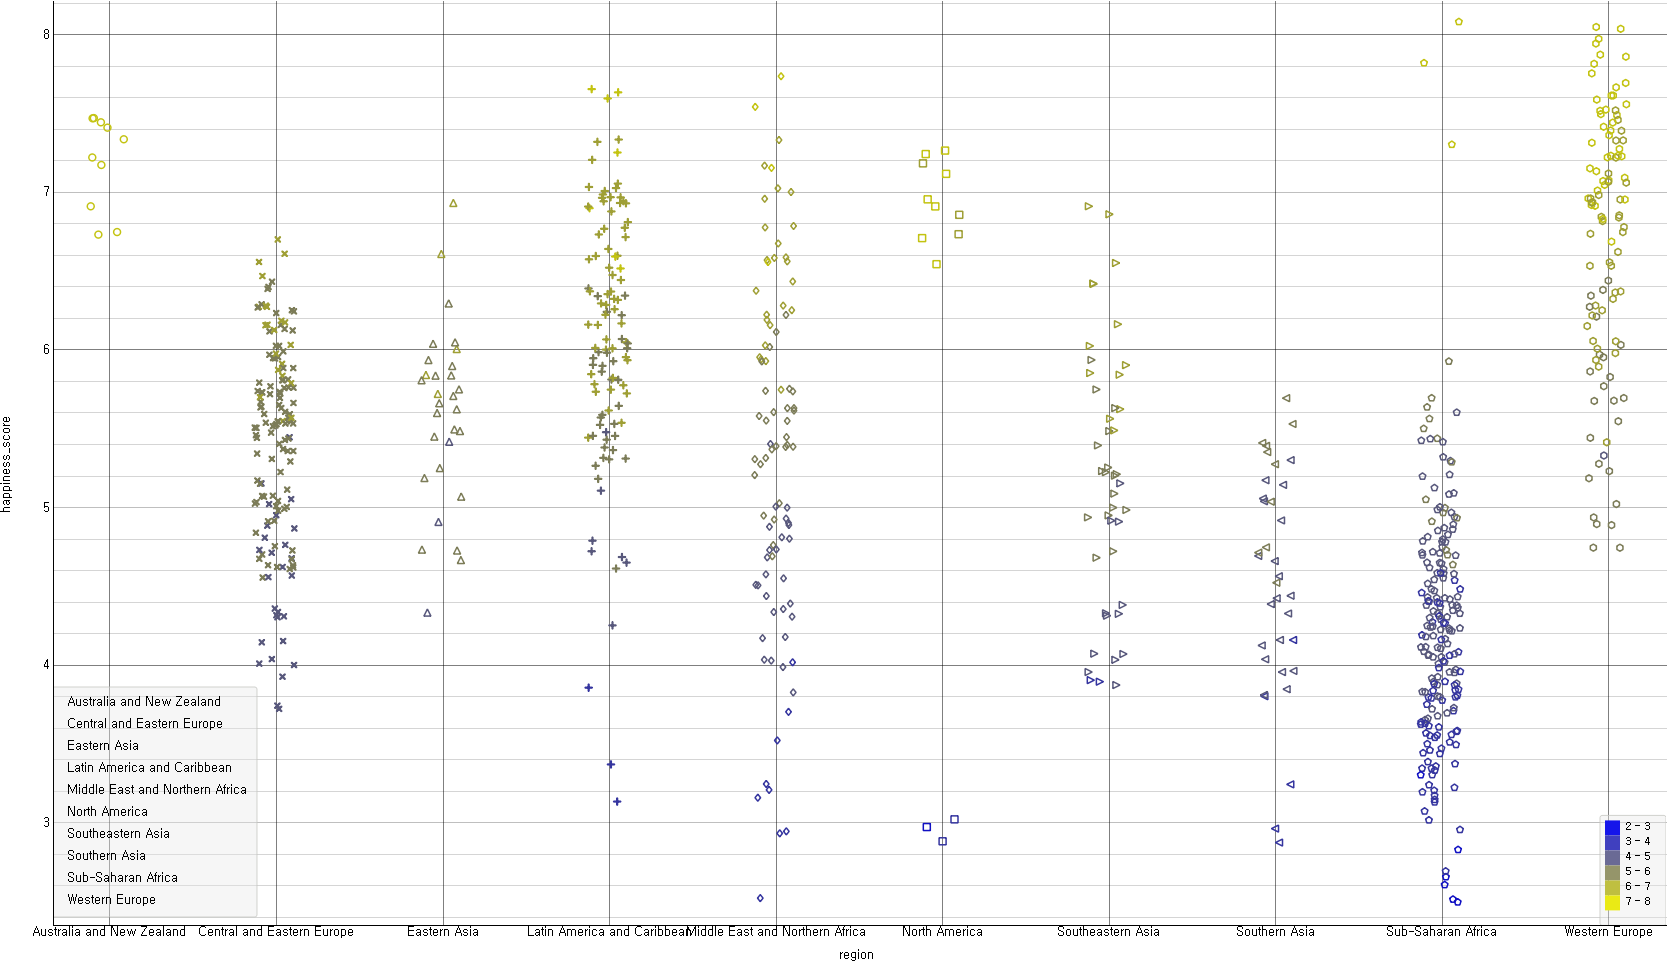 8
7
6
5
4
3
happiness_score
Australia and New Zealand
Central and Eastern Europe
Eastern Asia
Latin America and Caribbean
Middle East and Northern Africa
North America
Southeastern Asia
Southern Asia
Sub-Saharan Africa
Western Europe
2 - 3
3 - 4
4 - 5
5 - 6
6 - 7
7 - 8
Australia and New Zealand Central and Eastern Europe Eastern Asia Latin America and Caribbean Middle East and Northern Africa North America Southeastern Asia Southern Asia Sub-Saharan Africa Western Europe
region